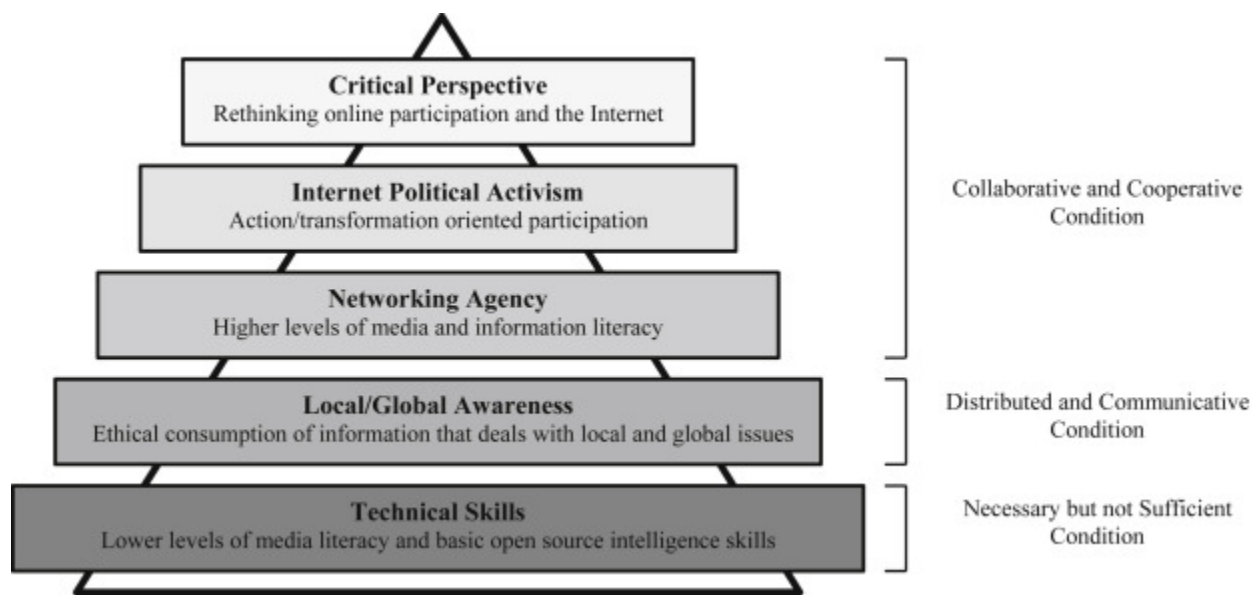 Critical Perspective
Rethinking online participation and the Internet
Internet Political Activism
Action/transformation oriented participation
Networking Agency
Higher levels of media and information literacy
Collaborative and Cooperative
Condition
Local/Global Awareness
Ethical consumption of information that deals with local and global issues
Distributed and Communicative
Condition
Technical Skills
Lower levels of media literacy and basic open source intelligence skills
Necessary but not Sufficient
Condition